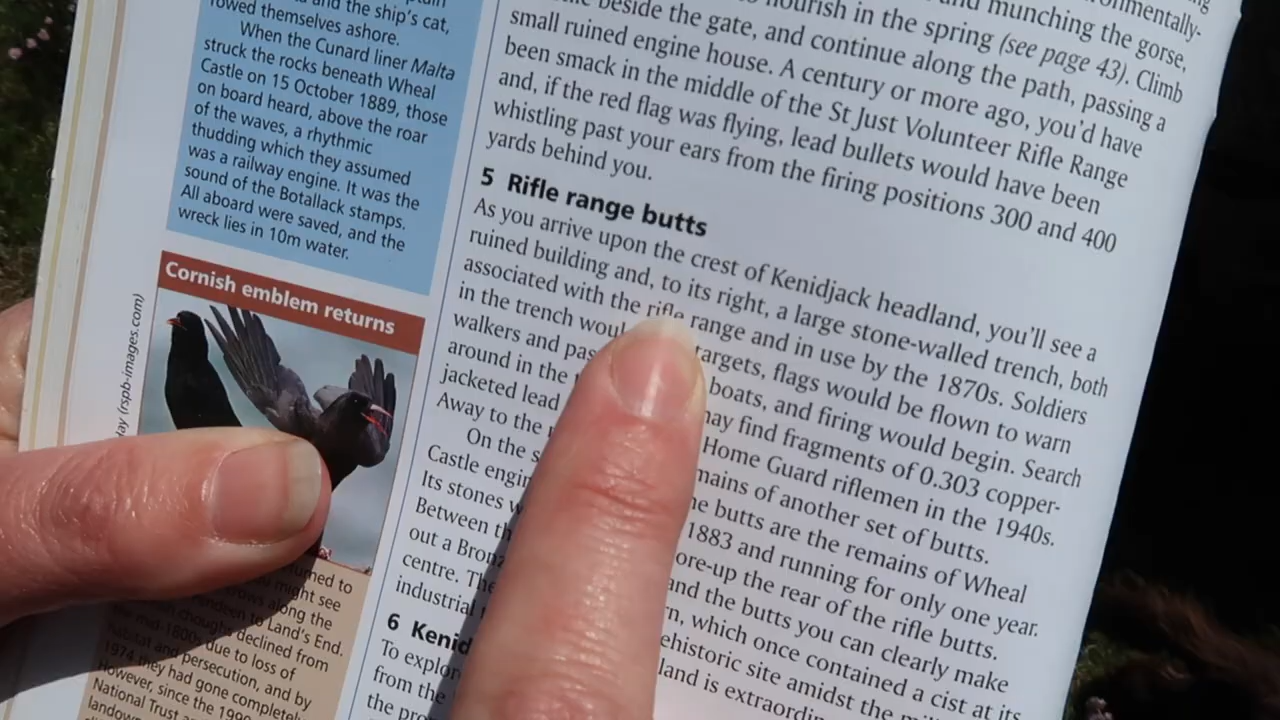 and the ship's cat,
rowed themselves ashore.
When the Cunard liner Malta
struck the rocks beneath Wheal
Castle on 15 October 1889, those
on board heard, above the roar
of the waves, a rhythmic
thudding which they assumed
was a railway engine. It was the
sound of the Botallack stamps.
All aboard were saved, and the
wreck lies in 10m water.
Cornish emblem returns
(rspb-images.com)
might see
along the
to Land's End.
choughs declined from
the mid-1800s due to loss of
habitat and persecution, and by
1974 they had gone completely
However, since the 1990
National Trust
and munching the gorse,
flourish in the spring (see page 43). Climb
beside the gate, and continue along the path, passing a
small ruined engine house. A century or more ago, you'd have
been smack in the middle of the St Just Volunteer Rifle Range
and, if the red flag was flying, lead bullets would have been
whistling past your ears from the firing positions 300 and 400
yards behind you.
5 Rifle range butts
As you arrive upon the crest of Kenidjack headland, you'll see a
ruined building and, to its right, a large stone-walled trench, both
associated with the rifle range and in use by the 1870s. Soldiers
in the trench targets, flags would be flown to warn
walkers and boats, and firing would begin. Search
around in the may find fragments of 0.303 copper-
jacketed lead Home Guard riflemen in the 1940s.
Away to the of another set of butts.
On the butts are the remains of Wheal
Castle 1883 and running for only one year.
Its stones the rear of the rifle butts.
Between and the butts you can clearly make
out a which once contained a cist at its
centre. site amidst the
industrial is
6
To
from the
the